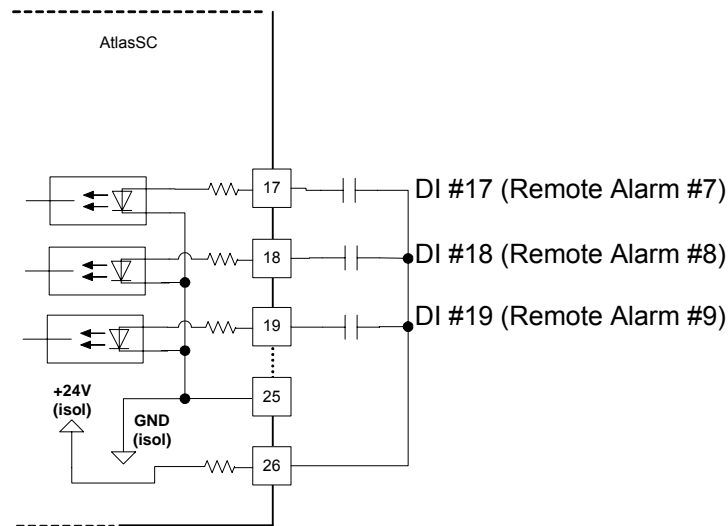 AtlasSC
17
DI #17 (Remote Alarm #7)
18
DI #18 (Remote Alarm #8)
19
DI #19 (Remote Alarm #9)
+24V
(isol)
GND
(isol)
25
26